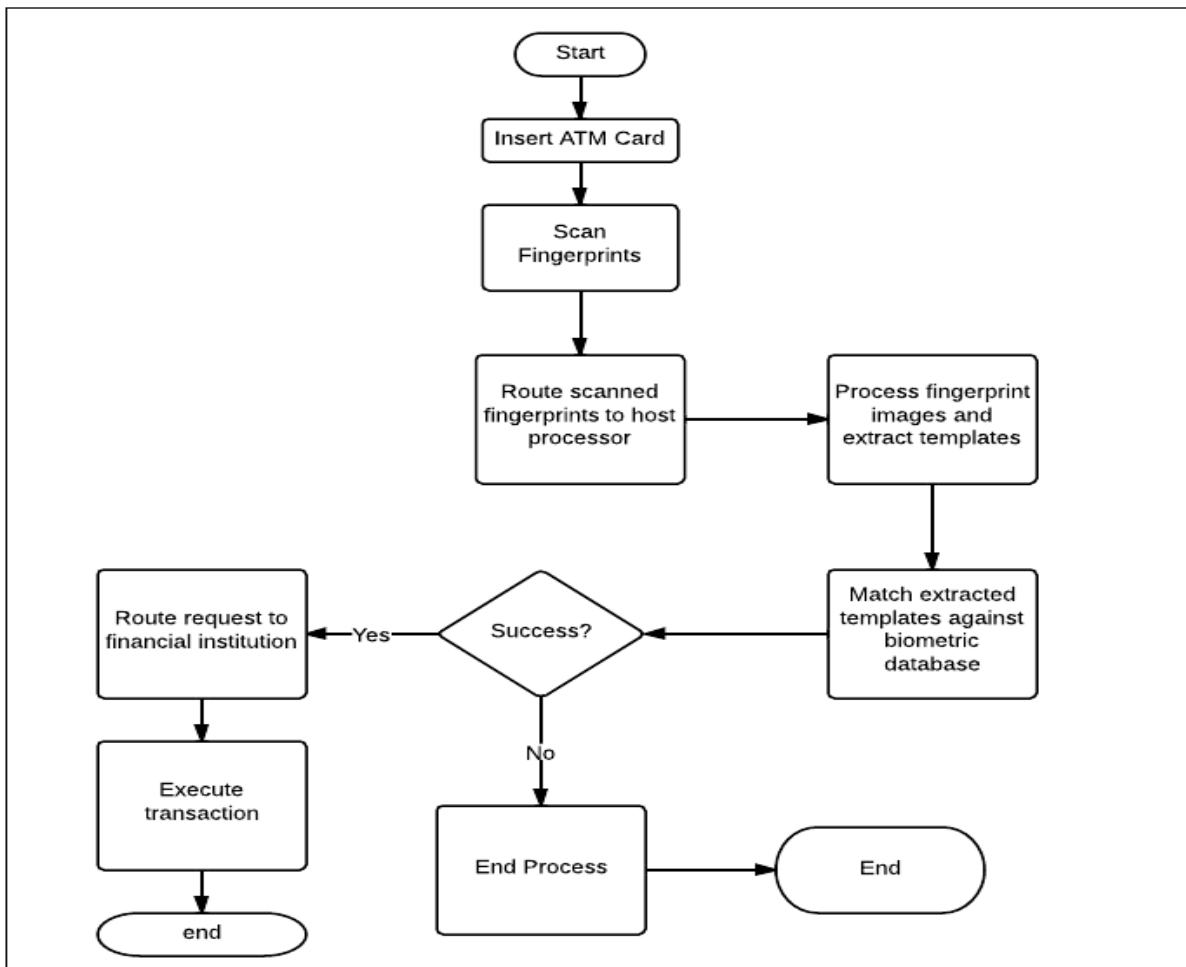 Start
Insert ATM Card
Scan
Fingerprints
Route scanned
fingerprints to host
processor
Process fingerprint
images and
extract templates
Match extracted
templates against
biometric
database
Success?
Yes
Route request to
financial institution
Execute
transaction
end
No
End Process
End